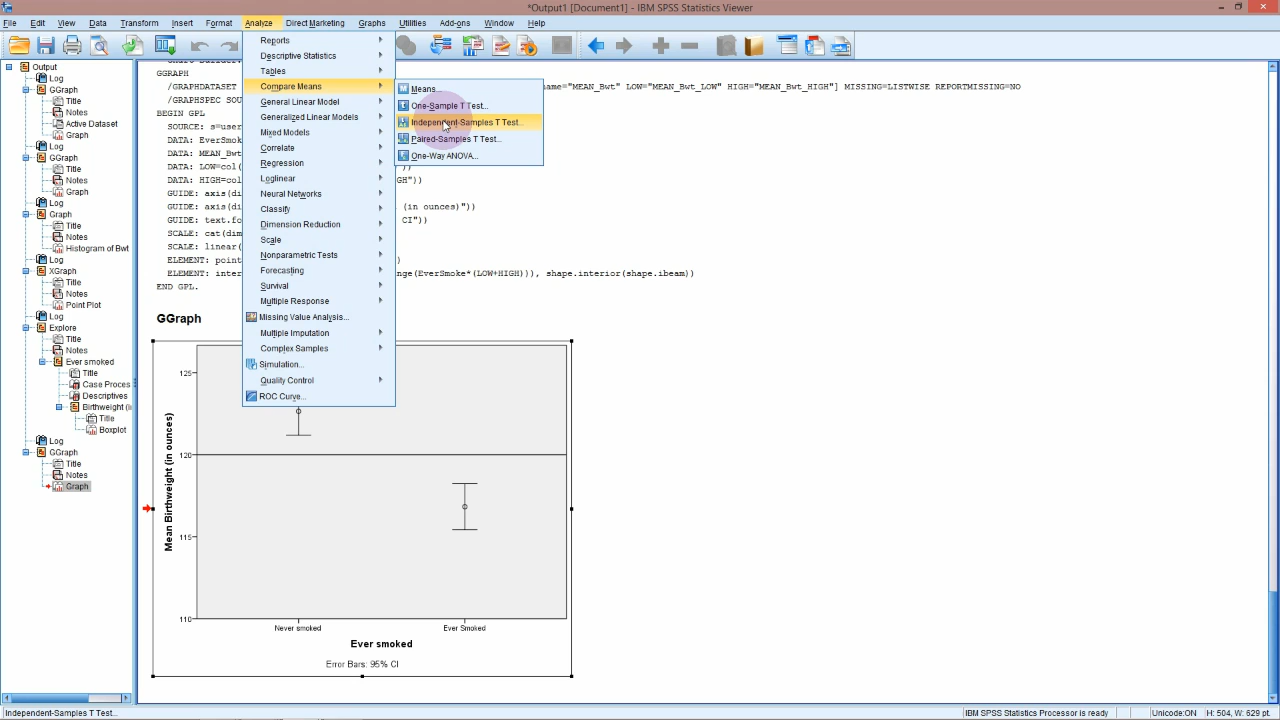 *Output1 [Document1] - IBM SPSS Statistics Viewer
File Edit View Data Transform Insert Format Analyze Direct Marketing Graphs Utilities Add-ons Window Help
Output
Log
GGraph
Title
Notes
Active Dataset
Graph
Log
GGraph
Title
Notes
Graph
Log
Graph
Title
Notes
Histogram of Bwt
Log
XGraph
Title
Notes
Point Plot
Log
Explore
Title
Notes
Ever smoked
Title
Case Proces
Descriptives
Birthweight (i
Title
Boxplot
Log
GGraph
Title
Notes
Graph
Reports
Descriptive Statistics
Tables
Compare Means
General Linear Model
Generalized Linear Models
Mixed Models
Correlate
Regression
Loglinear
Neural Networks
Classify
Dimension Reduction
Scale
Nonparametric Tests
Forecasting
Survival
Multiple Response
Missing Value Analysis...
Multiple Imputation
Complex Samples
Simulation...
Quality Control
ROC Curve...
Means...
One-Sample T Test...
Independent-Samples T Test...
Paired-Samples T Test...
One-Way ANOVA...
GGRAPH
/GRAPHDATASET ame="MEAN_Bwt" LOW="MEAN_Bwt_LOW" HIGH="MEAN_Bwt_HIGH"] MISSING=LISTWISE REPORTMISSING=NO
/GRAPHSPEC SOU
BEGIN GPL
SOURCE: s=user
DATA: EverSmok
DATA: MEAN_Bwt
DATA: LOW=col(
DATA: HIGH=col GH"))
GUIDE: axis(di
GUIDE: axis(di (in ounces)"))
GUIDE: text.fo CI"))
SCALE: cat(dim
SCALE: linear(
ELEMENT: point
ELEMENT: inter nge(EverSmoke*(LOW+HIGH))), shape.interior(shape.ibeam))
END GPL.
GGraph
Mean Birthweight (in ounces)
125
120
115
110
Never smoked Ever Smoked
Ever smoked
Error Bars: 95% CI
Independent-Samples T Test... IBM SPSS Statistics Processor is ready Unicode:ON H: 504, W: 629 pt.